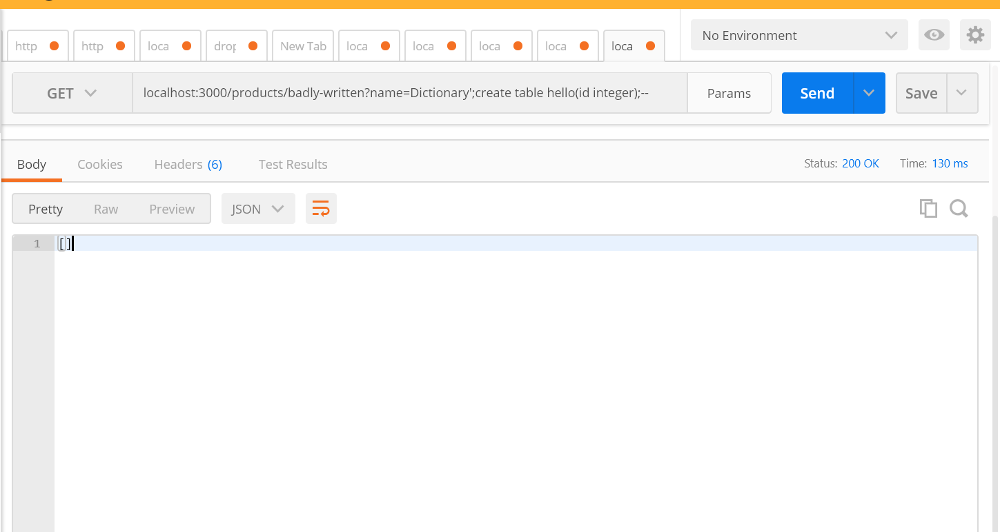 http http loca drop New Tab loca loca loca loca loca No Environment
GET localhost:3000/products/badly-written?name=Dictionary';create table hello(id integer);-- Params Send Save
Body Cookies Headers (6) Test Results Status: 200 OK Time: 130 ms
Pretty Raw Preview JSON
1 []